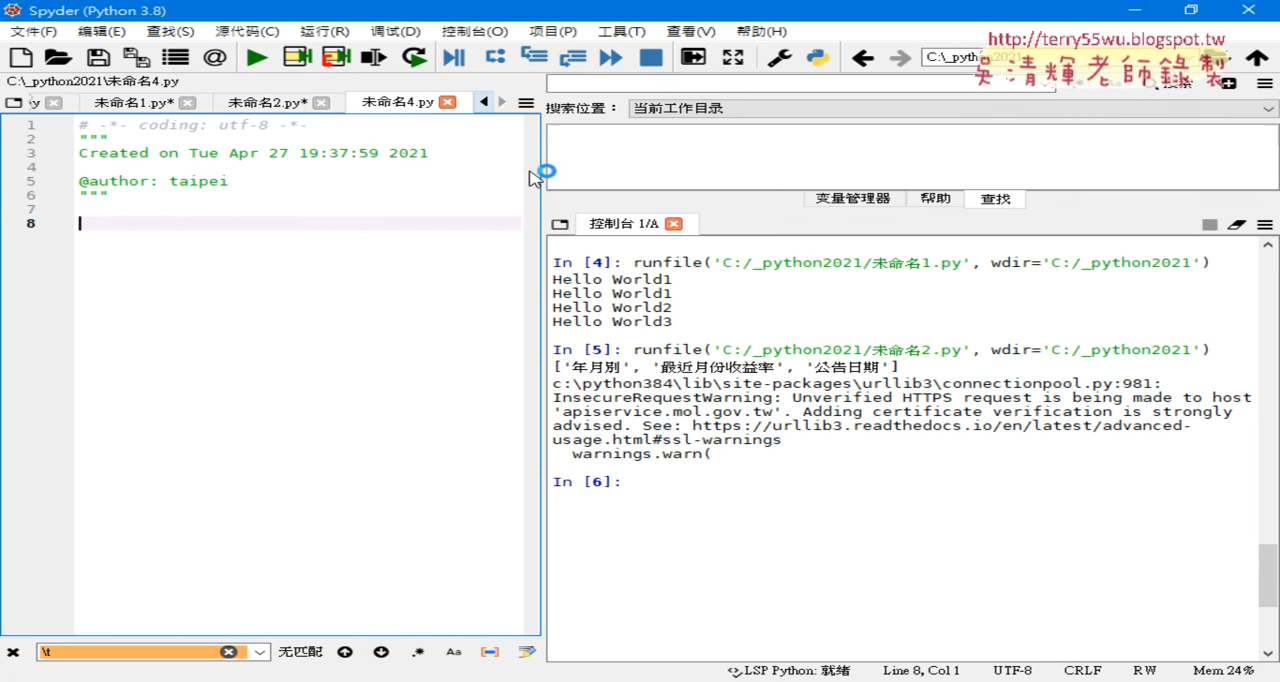 Spyder (Python 3.8)
文件(F) 编辑(E) 查找(S) 源代码(C) 运行(R) 调试(D) 控制台(O) 项目(P) 工具(T) 查看(V) 帮助(H)
http://terry55wu.blogspot.tw
吳清輝老師錄製
C:\_pyth
C:\_python2021\未命名4.py
y 未命名1.py* 未命名2.py* 未命名4.py
搜索位置： 当前工作目录
1 # -*- coding: utf-8 -*-
2 """
3 Created on Tue Apr 27 19:37:59 2021
4
5 @author: taipei
6 """
7
8
变量管理器 帮助 查找
控制台 1/A
In [4]: runfile('C:/_python2021/未命名1.py', wdir='C:/_python2021')
Hello World1
Hello World1
Hello World2
Hello World3
In [5]: runfile('C:/_python2021/未命名2.py', wdir='C:/_python2021')
['年月別', '最近月份收益率', '公告日期']
c:\python384\lib\site-packages\urllib3\connectionpool.py:981:
InsecureRequestWarning: Unverified HTTPS request is being made to host
'apiservice.mol.gov.tw'. Adding certificate verification is strongly
advised. See: https://urllib3.readthedocs.io/en/latest/advanced-
usage.html#ssl-warnings
warnings.warn(
In [6]:
\t 无匹配 .* Aa
LSP Python: 就绪 Line 8, Col 1 UTF-8 CRLF RW Mem 24%